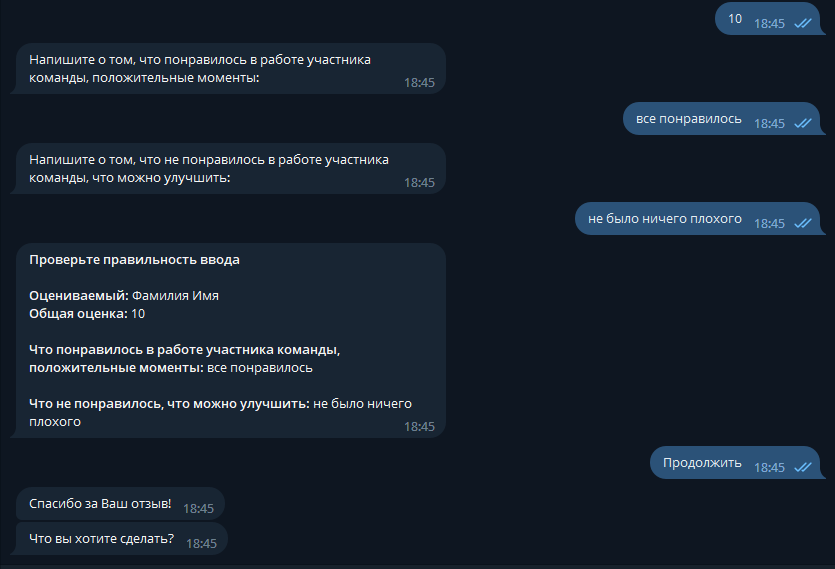 10 18:45
Напишите о том, что понравилось в работе участника
команды, положительные моменты: 18:45
все понравилось 18:45
Напишите о том, что не понравилось в работе участника
команды, что можно улучшить: 18:45
не было ничего плохого 18:45
Проверьте правильность ввода
Оцениваемый: Фамилия Имя
Общая оценка: 10
Что понравилось в работе участника команды,
положительные моменты: все понравилось
Что не понравилось, что можно улучшить: не было ничего
плохого 18:45
Продолжить 18:45
Спасибо за Ваш отзыв! 18:45
Что вы хотите сделать? 18:45